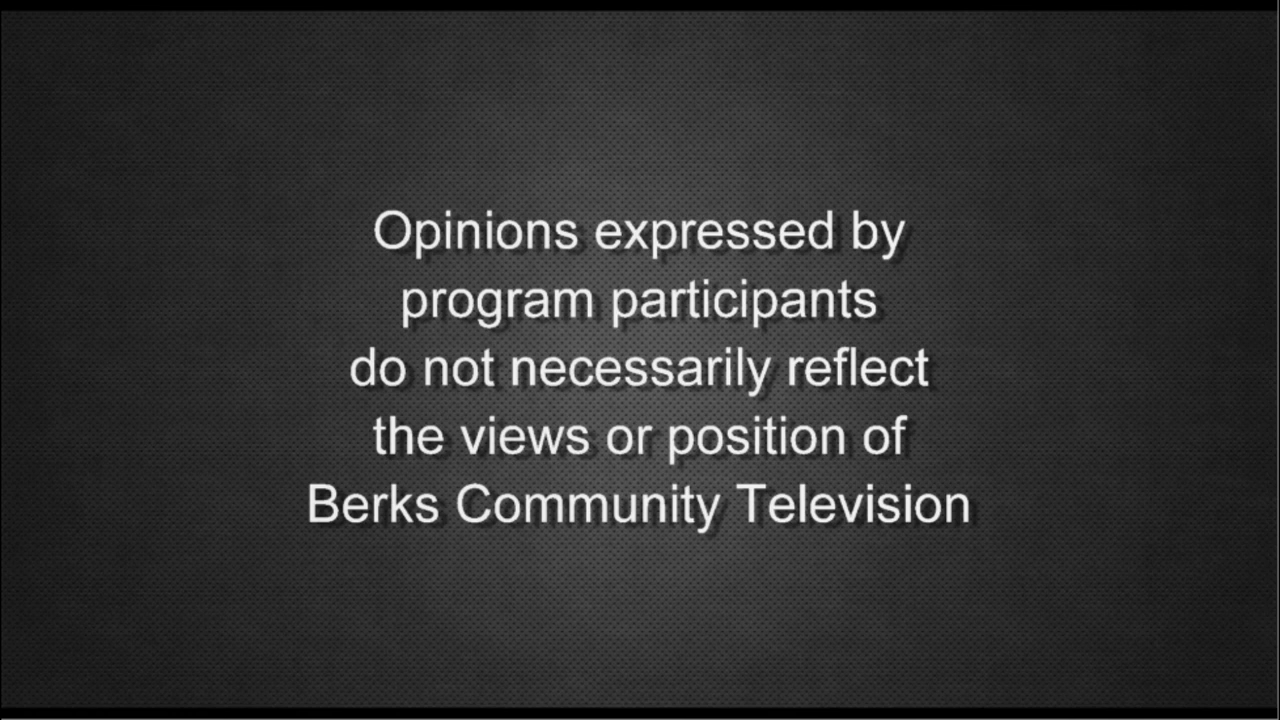 Opinions expressed by
program participants
do not necessarily reflect
the views or position of
Berks Community Television